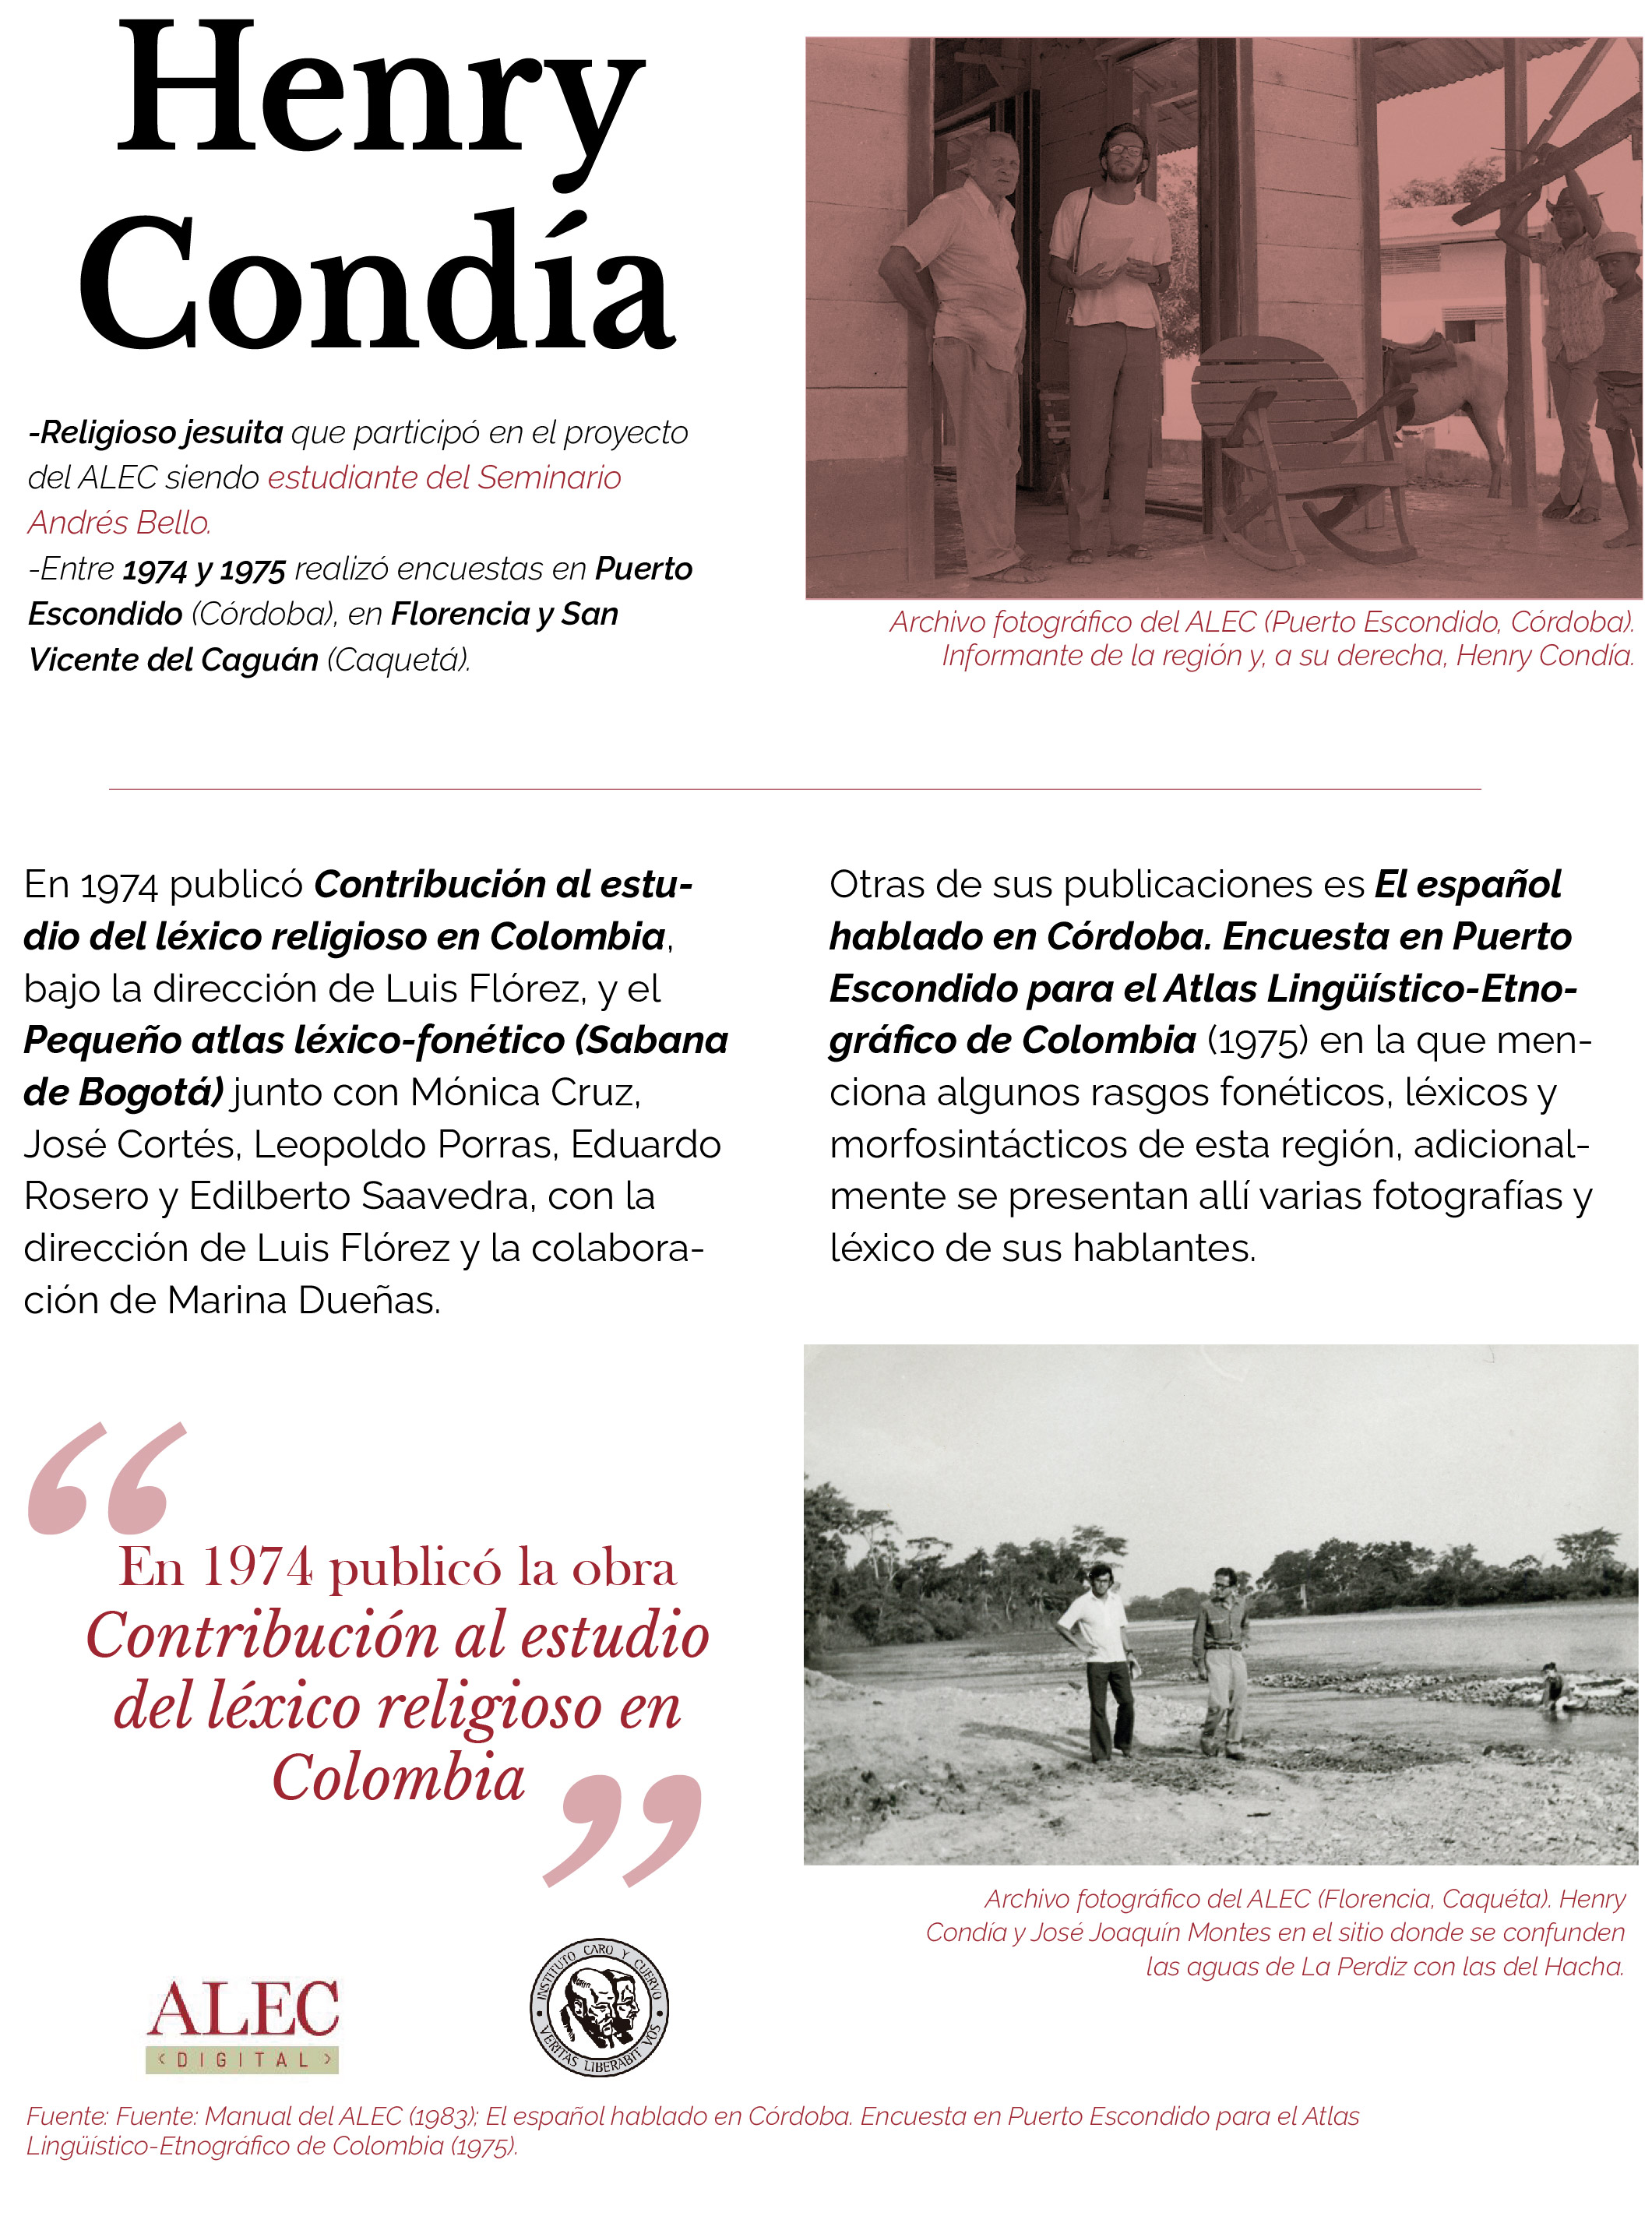 Henry
Condía
-Religioso jesuita que participó en el proyecto
del ALEC siendo estudiante del Seminario
Andrés Bello.
-Entre 1974 y 1975 realizó encuestas en Puerto
Escondido (Córdoba), en Florencia y San
Vicente del Caguán (Caquetá).
Archivo fotográfico del ALEC (Puerto Escondido, Córdoba).
Informante de la región y, a su derecha, Henry Condía.
En 1974 publicó Contribución al estu-
dio del léxico religioso en Colombia,
bajo la dirección de Luis Flórez, y el
Pequeño atlas léxico-fonético (Sabana
de Bogotá) junto con Mónica Cruz,
José Cortés, Leopoldo Porras, Eduardo
Rosero y Edilberto Saavedra, con la
dirección de Luis Flórez y la colabora-
ción de Marina Dueñas.
Otras de sus publicaciones es El español
hablado en Córdoba. Encuesta en Puerto
Escondido para el Atlas Lingüístico-Etno-
gráfico de Colombia (1975) en la que men-
ciona algunos rasgos fonéticos, léxicos y
morfosintácticos de esta región, adicional-
mente se presentan allí varias fotografías y
léxico de sus hablantes.
“
En 1974 publicó la obra
Contribución al estudio
del léxico religioso en
Colombia ”
Archivo fotográfico del ALEC (Florencia, Caquéta). Henry
Condía y José Joaquín Montes en el sitio donde se confunden
las aguas de La Perdiz con las del Hacha.
ALEC
‹ DIGITAL ›
INSTITUTO CARO Y CUERVO
VERITAS LIBERABIT VOS
Fuente: Fuente: Manual del ALEC (1983); El español hablado en Córdoba. Encuesta en Puerto Escondido para el Atlas
Lingüístico-Etnográfico de Colombia (1975).